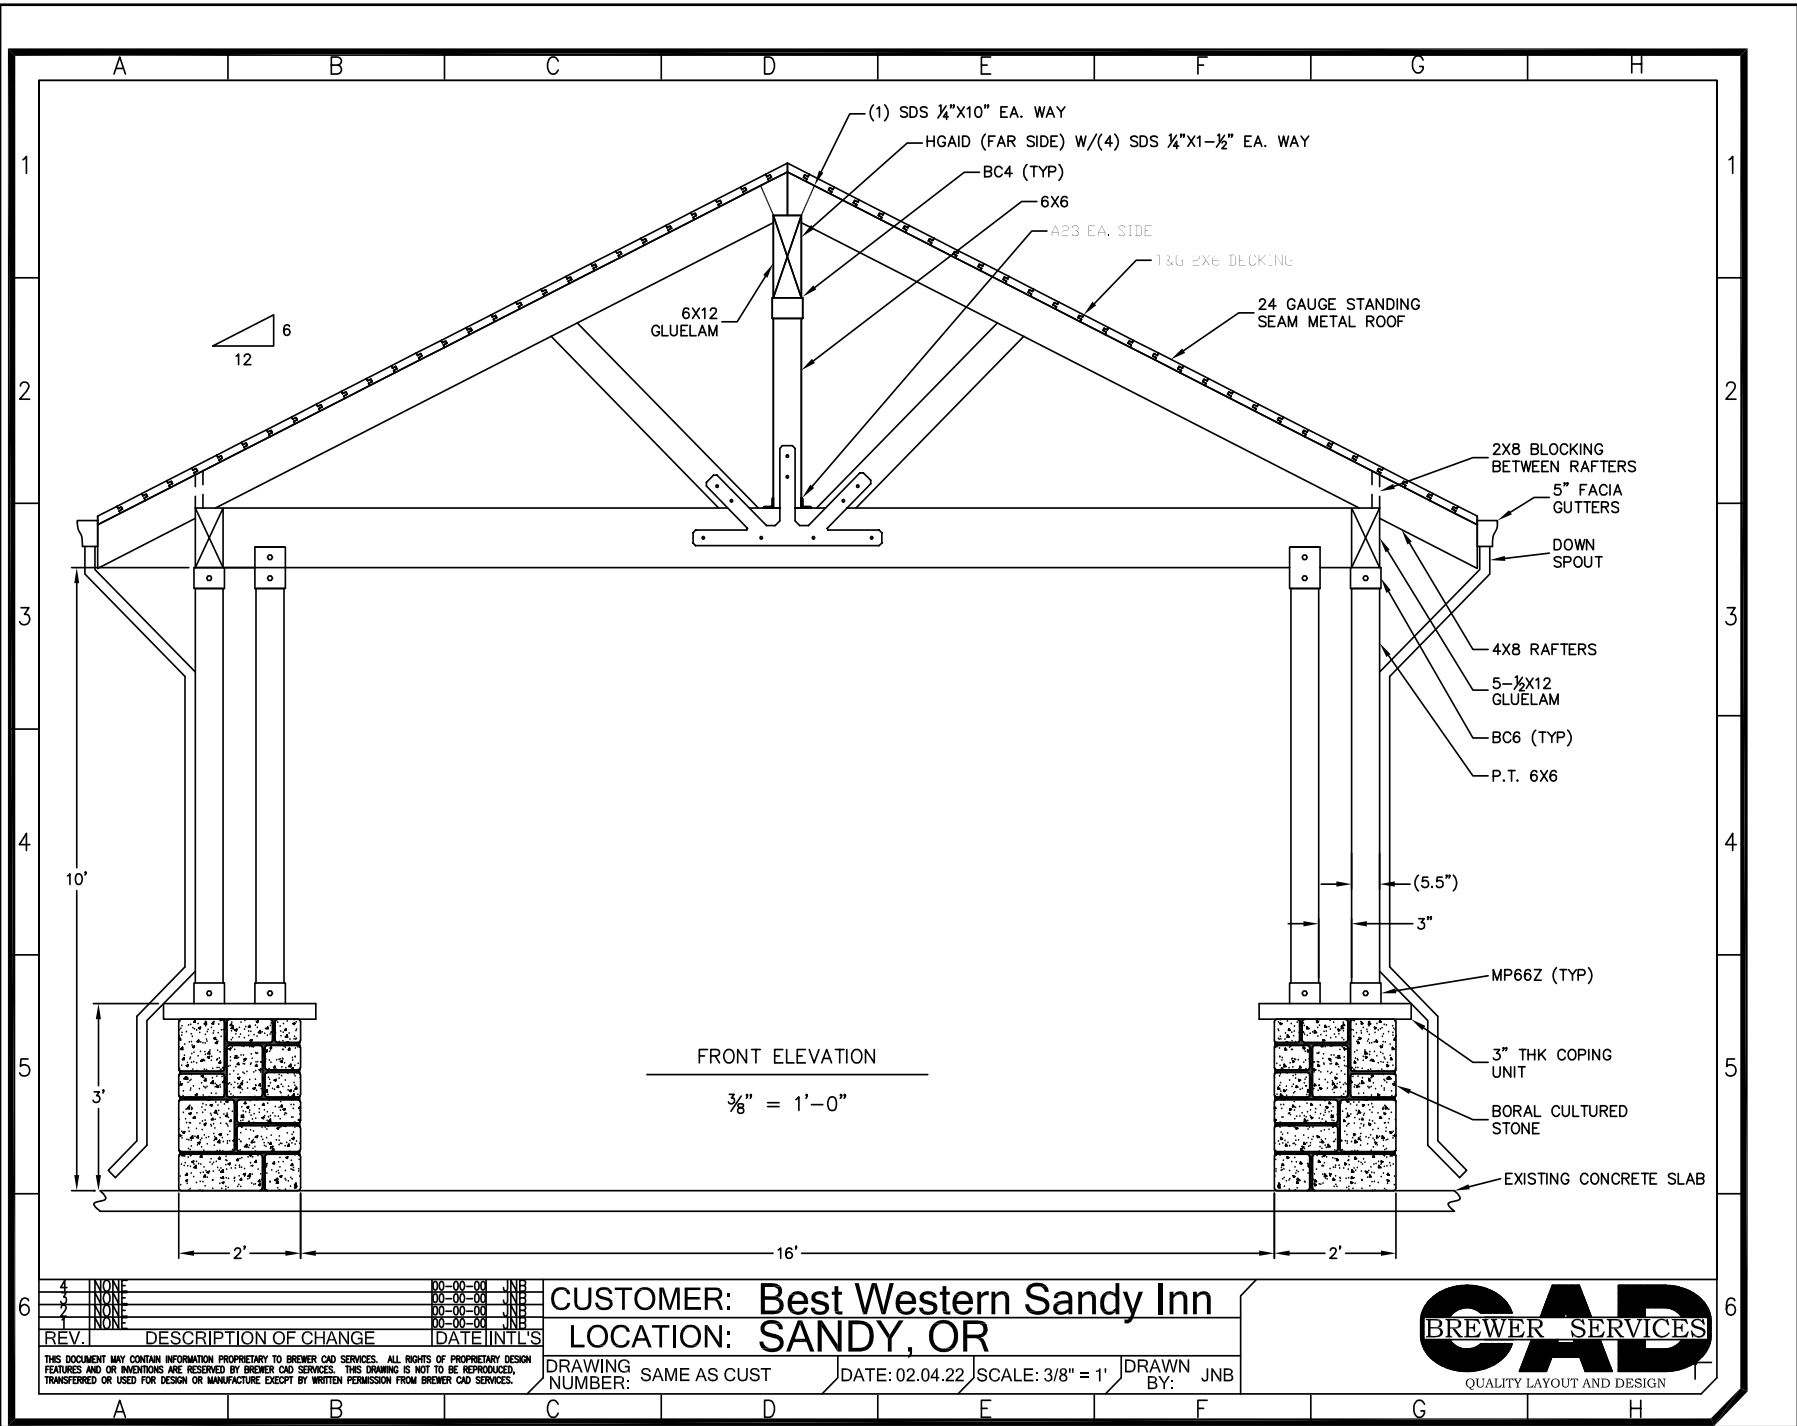 A B C D E F G H
(1) SDS ¼"X10" EA. WAY
HGAID (FAR SIDE) W/(4) SDS ¼"X1-½" EA. WAY
BC4 (TYP)
6X6
A23 EA. SIDE
T&G 2X6 DECKING
24 GAUGE STANDING
SEAM METAL ROOF
6X12
GLUELAM
6
12
2X8 BLOCKING
BETWEEN RAFTERS
5" FACIA
GUTTERS
DOWN
SPOUT
4X8 RAFTERS
5-½X12
GLUELAM
BC6 (TYP)
P.T. 6X6
10'
(5.5")
3"
MP66Z (TYP)
3" THK COPING
UNIT
BORAL CULTURED
STONE
EXISTING CONCRETE SLAB
3'
FRONT ELEVATION
⅜" = 1'-0"
2'
16'
2'
1
2
3
4
5
6
1
2
3
4
5
6
4 NONE 00-00-00 JNB
3 NONE 00-00-00 JNB
2 NONE 00-00-00 JNB
1 NONE 00-00-00 JNB
REV. DESCRIPTION OF CHANGE DATE INTL'S
THIS DOCUMENT MAY CONTAIN INFORMATION PROPRIETARY TO BREWER CAD SERVICES. ALL RIGHTS OF PROPRIETARY DESIGN
FEATURES AND OR INVENTIONS ARE RESERVED BY BREWER CAD SERVICES. THIS DRAWING IS NOT TO BE REPRODUCED,
TRANSFERRED OR USED FOR DESIGN OR MANUFACTURE EXECPT BY WRITTEN PERMISSION FROM BREWER CAD SERVICES.
CUSTOMER: Best Western Sandy Inn
LOCATION: SANDY, OR
DRAWING
NUMBER: SAME AS CUST
DATE: 02.04.22
SCALE: 3/8" = 1'
DRAWN
BY: JNB
CAD
BREWER SERVICES
QUALITY LAYOUT AND DESIGN
A B C D E F G H